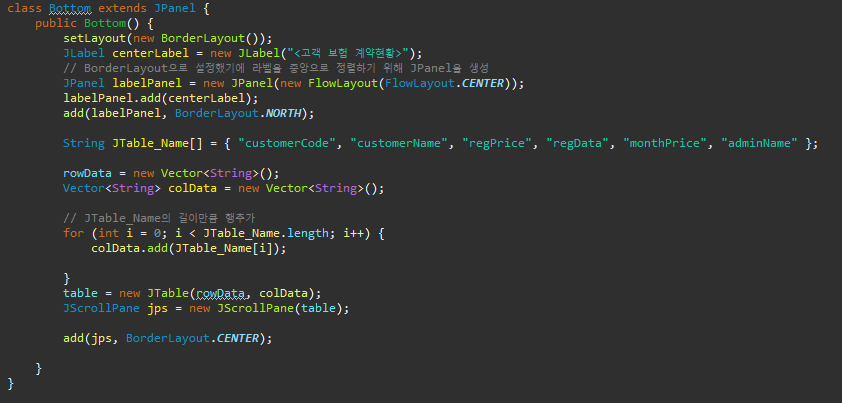 class Bottom extends JPanel {
    public Bottom() {
        setLayout(new BorderLayout());
        JLabel centerLabel = new JLabel("<고객 보험 계약현황>");
        // BorderLayout으로 설정했기에 라벨을 중앙으로 정렬하기 위해 JPanel을 생성
        JPanel labelPanel = new JPanel(new FlowLayout(FlowLayout.CENTER));
        labelPanel.add(centerLabel);
        add(labelPanel, BorderLayout.NORTH);

        String JTable_Name[] = { "customerCode", "customerName", "regPrice", "regData", "monthPrice", "adminName" };

        rowData = new Vector<String>();
        Vector<String> colData = new Vector<String>();

        // JTable_Name의 길이만큼 행추가
        for (int i = 0; i < JTable_Name.length; i++) {
            colData.add(JTable_Name[i]);

        }
        table = new JTable(rowData, colData);
        JScrollPane jps = new JScrollPane(table);

        add(jps, BorderLayout.CENTER);

    }
}